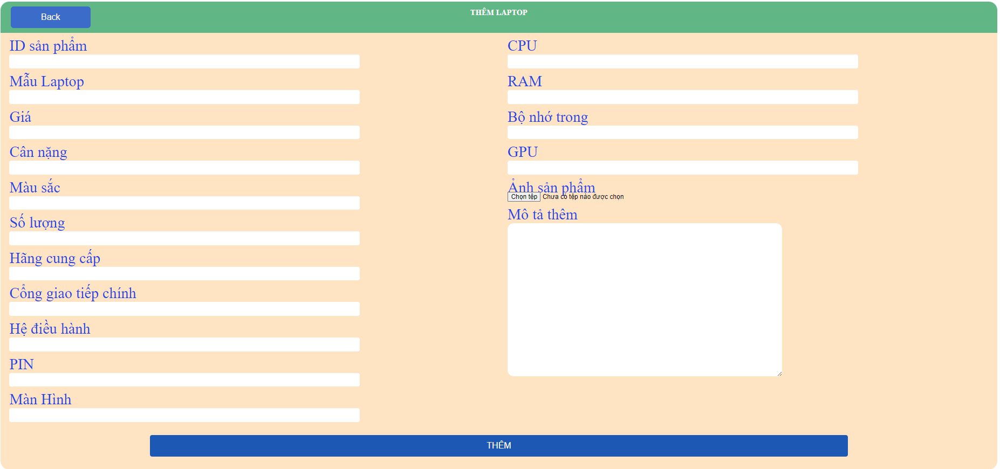 Back
THÊM LAPTOP
ID sản phẩm
Mẫu Laptop
Giá
Cân nặng
Màu sắc
Số lượng
Hãng cung cấp
Cổng giao tiếp chính
Hệ điều hành
PIN
Màn Hình
CPU
RAM
Bộ nhớ trong
GPU
Ảnh sản phẩm
Chọn tệp Chưa có tệp nào được chọn
Mô tả thêm
THÊM